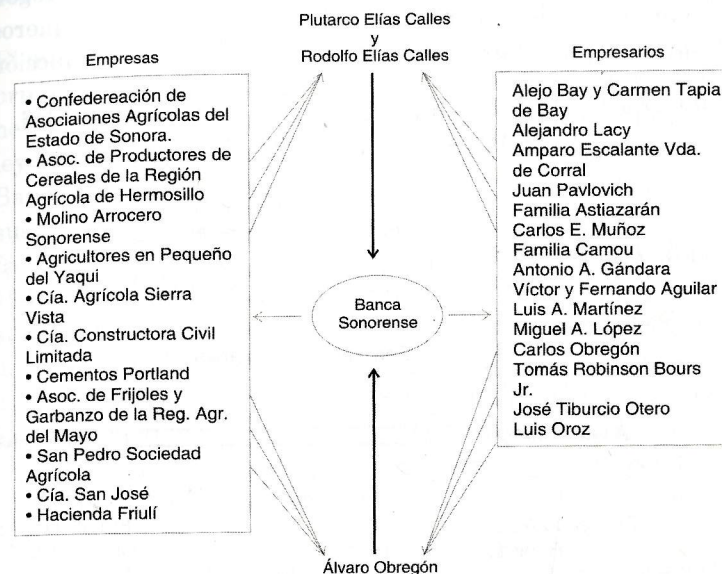 Plutarco Elías Calles
y
Rodolfo Elías Calles
Empresas
• Confedereación de
Asociaiones Agrícolas del
Estado de Sonora.
• Asoc. de Productores de
Cereales de la Región
Agrícola de Hermosillo
• Molino Arrocero
Sonorense
• Agricultores en Pequeño
del Yaqui
• Cía. Agrícola Sierra
Vista
• Cía. Constructora Civil
Limitada
• Cementos Portland
• Asoc. de Frijoles y
Garbanzo de la Reg. Agr.
del Mayo
• San Pedro Sociedad
Agrícola
• Cía. San José
• Hacienda Friulí
Banca
Sonorense
Empresarios
Alejo Bay y Carmen Tapia
de Bay
Alejandro Lacy
Amparo Escalante Vda.
de Corral
Juan Pavlovich
Familia Astiazarán
Carlos E. Muñoz
Familia Camou
Antonio A. Gándara
Víctor y Fernando Aguilar
Luis A. Martínez
Miguel A. López
Carlos Obregón
Tomás Robinson Bours
Jr.
José Tiburcio Otero
Luis Oroz
Álvaro Obregón